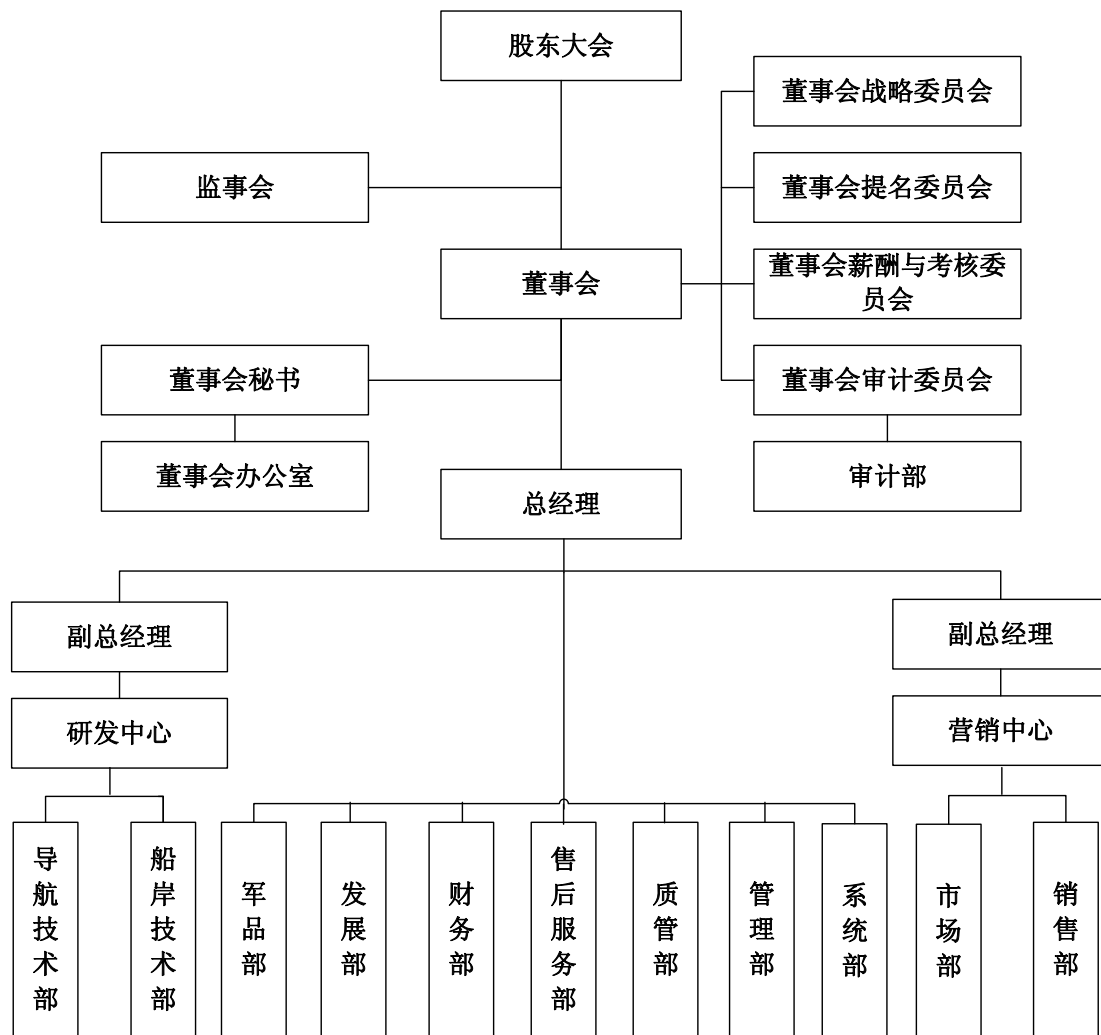 股东大会
董事会战略委员会
监事会
董事会提名委员会
董事会
董事会薪酬与考核委
员会
董事会秘书
董事会审计委员会
董事会办公室
总经理
审计部
副总经理
副总经理
研发中心
营销中心
导航技术部
船岸技术部
军品部
发展部
财务部
售后服务部
质管部
管理部
系统部
市场部
销售部